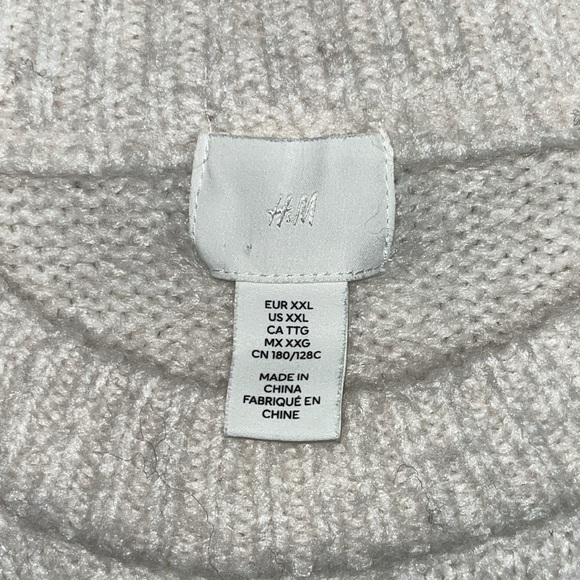 H&M
EUR XXL
US XXL
CA TTG
MX XXG
CN 180/128C
MADE IN
CHINA
FABRIQUÉ EN
CHINE